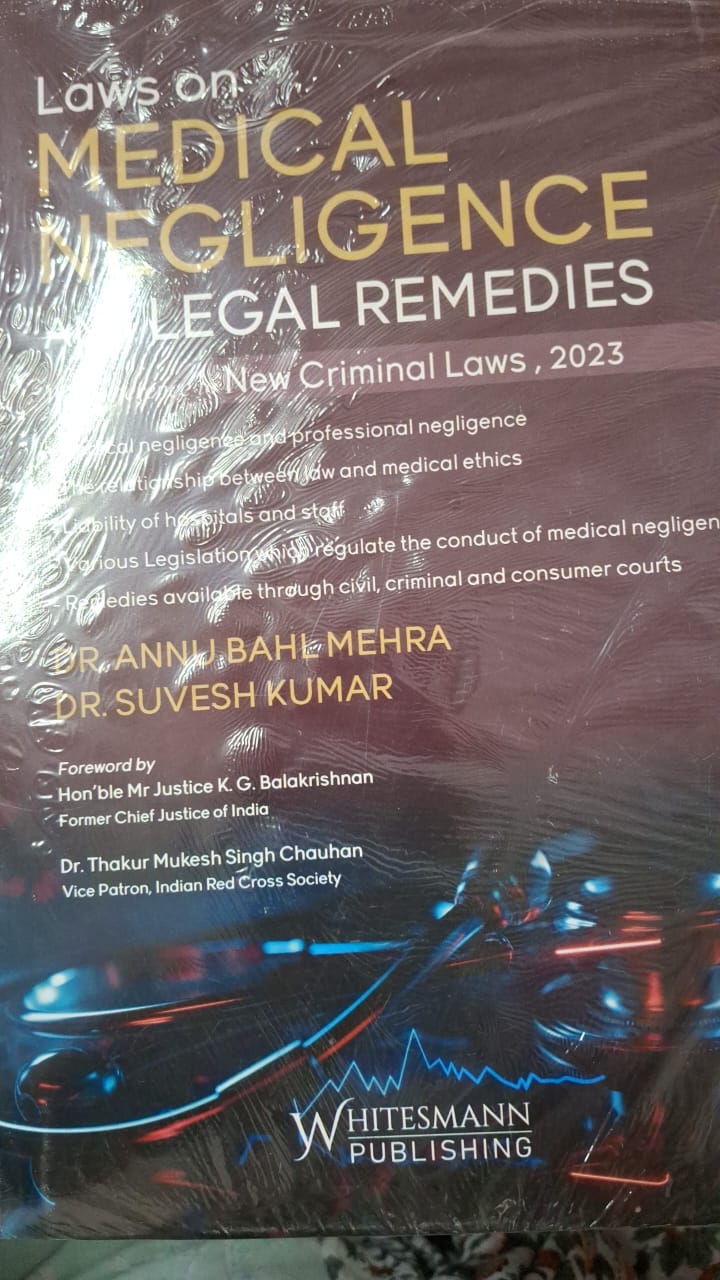 Laws on
MEDICAL
NEGLIGENCE
LEGAL REMEDIES
New Criminal Laws , 2023
negligence and professional negligence
relationship between law and medical ethics
Liability of hospitals and staff
- Various Legislation which regulate the conduct of medical negligen
- Remedies available through civil, criminal and consumer courts
DR. ANNU BAHL MEHRA
DR. SUVESH KUMAR
Foreword by
Hon'ble Mr Justice K. G. Balakrishnan
Former Chief Justice of India
Dr. Thakur Mukesh Singh Chauhan
Vice Patron, Indian Red Cross Society
WHITESMANN
PUBLISHING